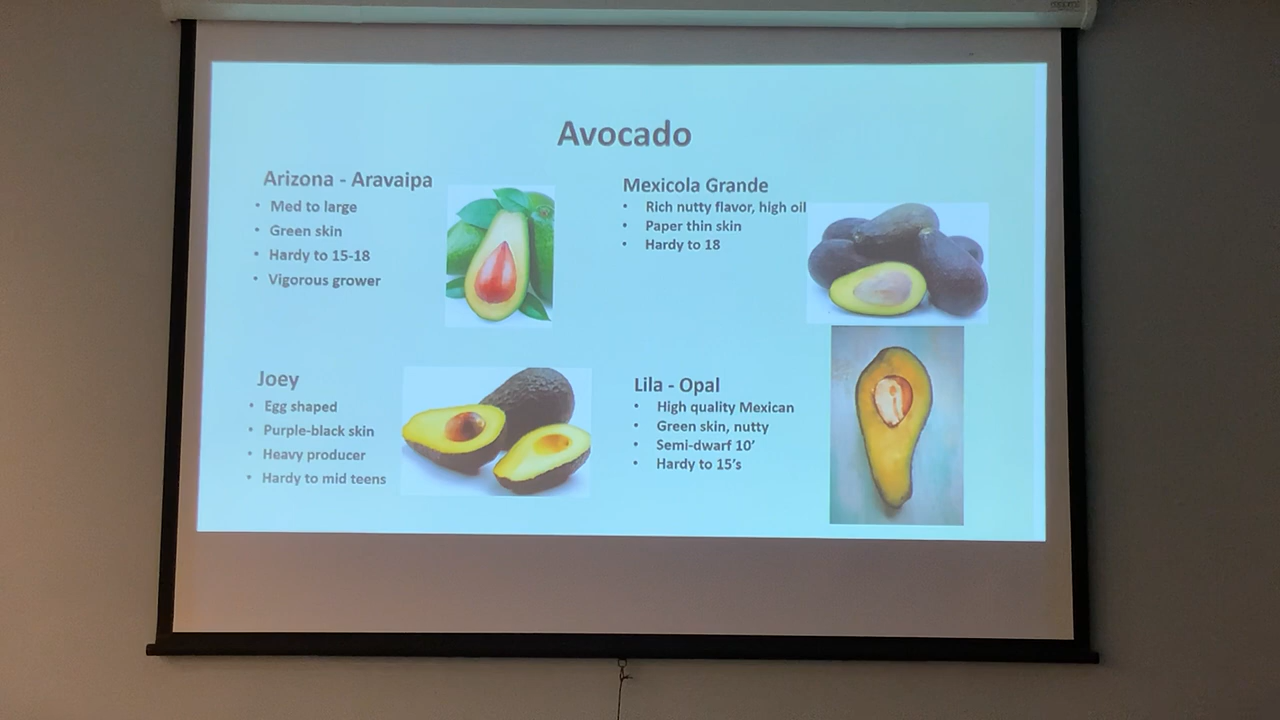 Avocado
Arizona - Aravaipa
• Med to large
• Green skin
• Hardy to 15-18
• Vigorous grower
Mexicola Grande
• Rich nutty flavor, high oil
• Paper thin skin
• Hardy to 18
Joey
• Egg shaped
• Purple-black skin
• Heavy producer
• Hardy to mid teens
Lila - Opal
• High quality Mexican
• Green skin, nutty
• Semi-dwarf 10’
• Hardy to 15’s